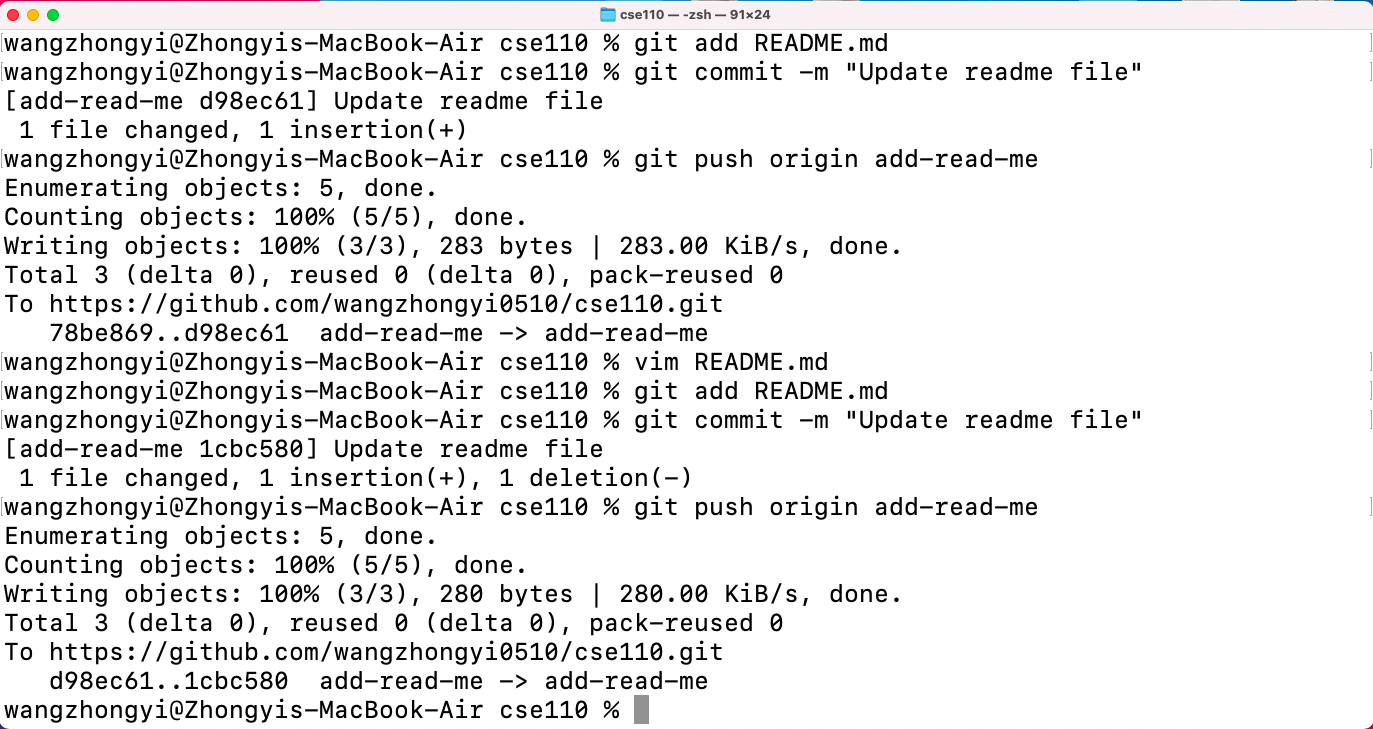 cse110 — -zsh — 91×24
wangzhongyi@Zhongyis-MacBook-Air cse110 % git add README.md
wangzhongyi@Zhongyis-MacBook-Air cse110 % git commit -m "Update readme file"
[add-read-me d98ec61] Update readme file
 1 file changed, 1 insertion(+)
wangzhongyi@Zhongyis-MacBook-Air cse110 % git push origin add-read-me
Enumerating objects: 5, done.
Counting objects: 100% (5/5), done.
Writing objects: 100% (3/3), 283 bytes | 283.00 KiB/s, done.
Total 3 (delta 0), reused 0 (delta 0), pack-reused 0
To https://github.com/wangzhongyi0510/cse110.git
   78be869..d98ec61  add-read-me -> add-read-me
wangzhongyi@Zhongyis-MacBook-Air cse110 % vim README.md
wangzhongyi@Zhongyis-MacBook-Air cse110 % git add README.md
wangzhongyi@Zhongyis-MacBook-Air cse110 % git commit -m "Update readme file"
[add-read-me 1cbc580] Update readme file
 1 file changed, 1 insertion(+), 1 deletion(-)
wangzhongyi@Zhongyis-MacBook-Air cse110 % git push origin add-read-me
Enumerating objects: 5, done.
Counting objects: 100% (5/5), done.
Writing objects: 100% (3/3), 280 bytes | 280.00 KiB/s, done.
Total 3 (delta 0), reused 0 (delta 0), pack-reused 0
To https://github.com/wangzhongyi0510/cse110.git
   d98ec61..1cbc580  add-read-me -> add-read-me
wangzhongyi@Zhongyis-MacBook-Air cse110 %